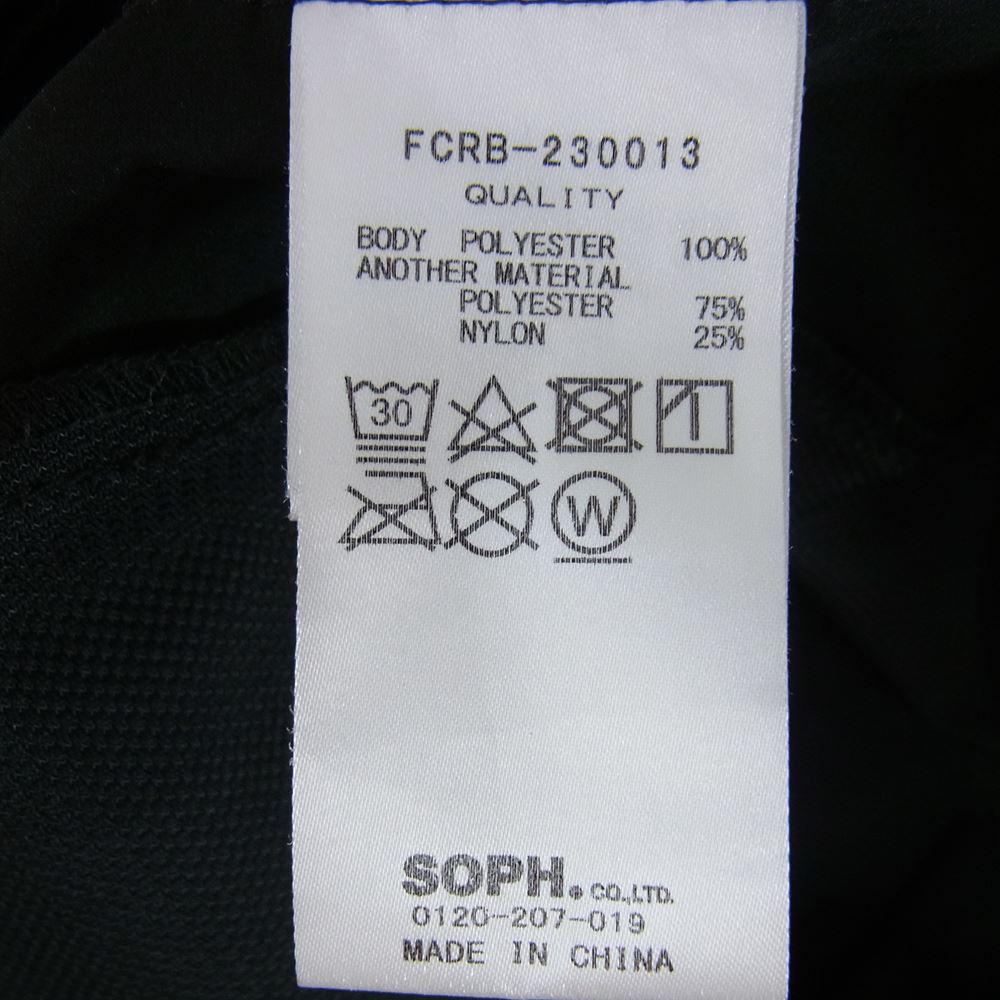 FCRB-230013
QUALITY
BODY POLYESTER 100%
ANOTHER MATERIAL
POLYESTER 75%
NYLON 25%
30
W
SOPH. CO.,LTD.
0120-207-019
MADE IN CHINA